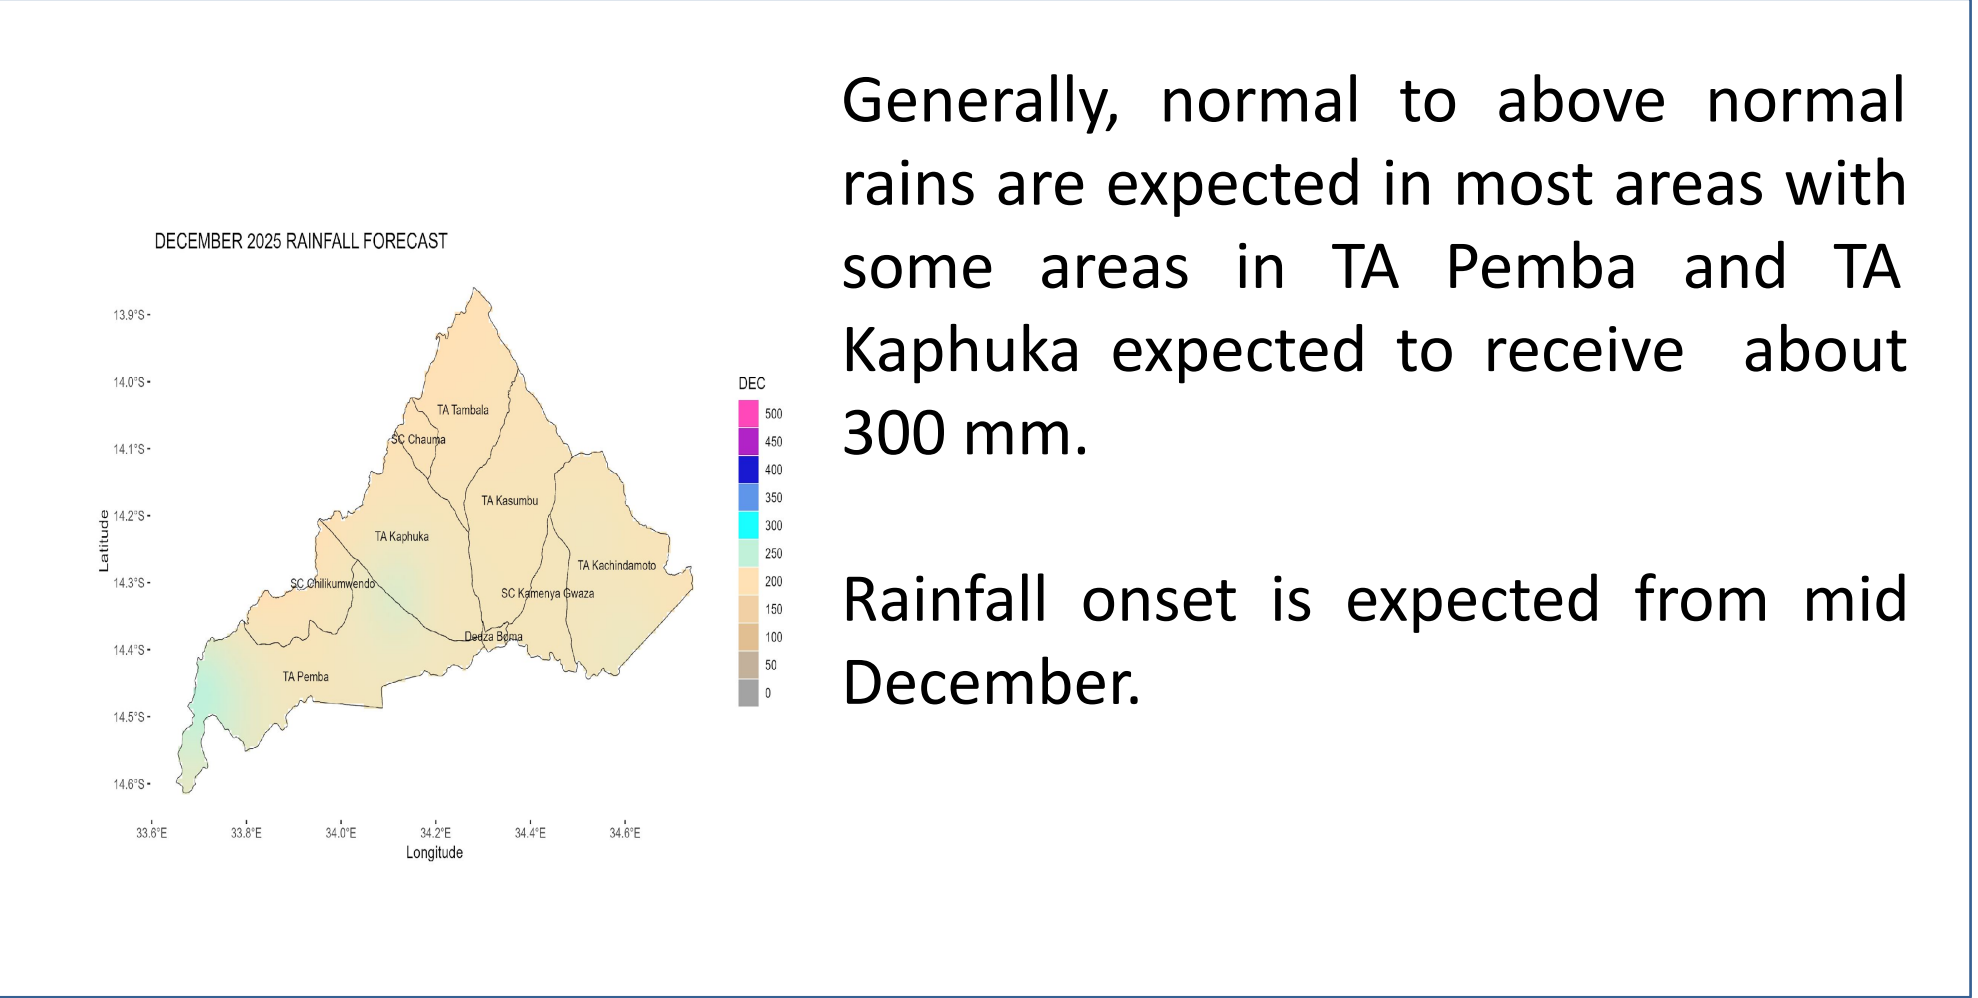 DECEMBER 2025 RAINFALL FORECAST
13.9°S
14.0°S
14.1°S
14.2°S
14.3°S
14.4°S
14.5°S
14.6°S
Latitude
TA Tambala
SC Chauma
TA Kasumbu
TA Kaphuka
TA Kachindamoto
SC Chilikumwendo
SC Kamenya Gwaza
Dedza Boma
TA Pemba
33.6°E 33.8°E 34.0°E 34.2°E 34.4°E 34.6°E
Longitude
DEC
500
450
400
350
300
250
200
150
100
50
0
Generally, normal to above normal
rains are expected in most areas with
some areas in TA Pemba and TA
Kaphuka expected to receive about
300 mm.
Rainfall onset is expected from mid
December.